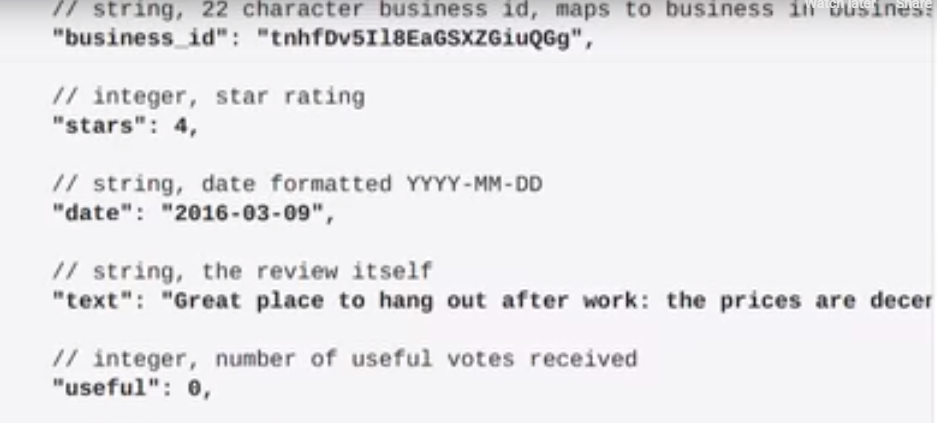 Watch later Share
// string, 22 character business id, maps to business in
"business_id": "tnhfDv5Il8EaGSXZGiuQGg",
// integer, star rating
"stars": 4,
// string, date formatted YYYY-MM-DD
"date": "2016-03-09",
// string, the review itself
"text": "Great place to hang out after work: the prices are
// integer, number of useful votes received
"useful": 0,